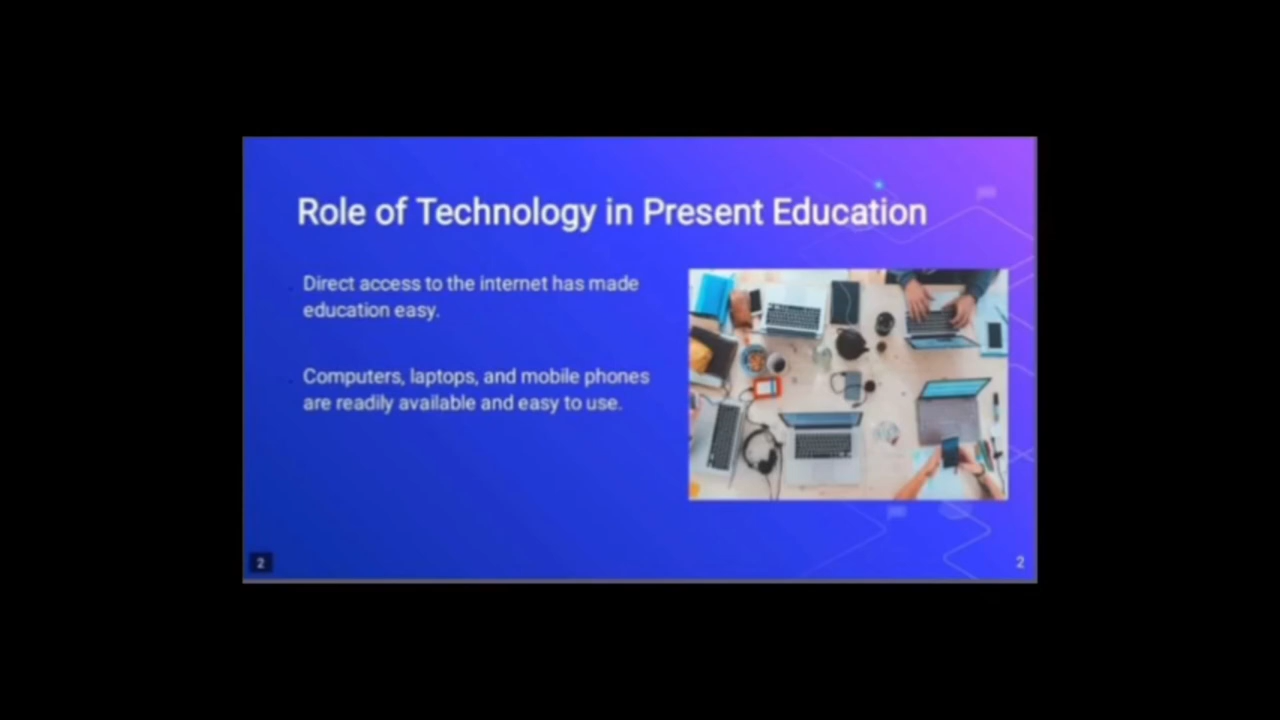 Role of Technology in Present Education
Direct access to the internet has made
education easy.
Computers, laptops, and mobile phones
are readily available and easy to use.
2
2